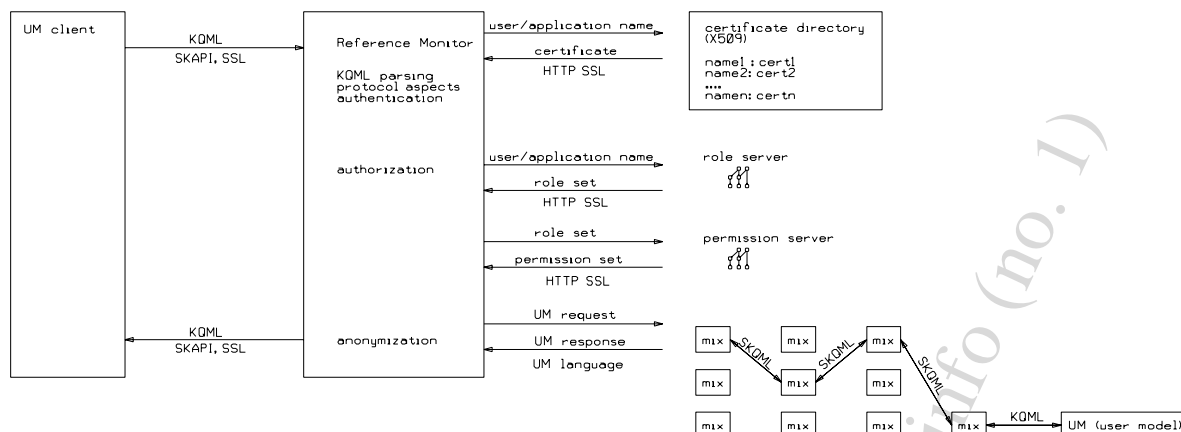 UM client
KQML
SKAPI, SSL
Reference Monitor
KQML parsing
protocol aspects
authentication
user/application name
certificate
HTTP SSL
certificate directory
(X509)
name1 : cert1
name2: cert2
....
namen: certn
authorization
user/application name
role set
HTTP SSL
role server
role set
permission set
HTTP SSL
permission server
KQML
SKAPI, SSL
anonymization
UM request
UM response
UM language
mix
mix
mix
SKQML
SKQML
SKQML
mix
mix
mix
mix
mix
mix
mix
KQML
UM (user model)
info (no. 1)